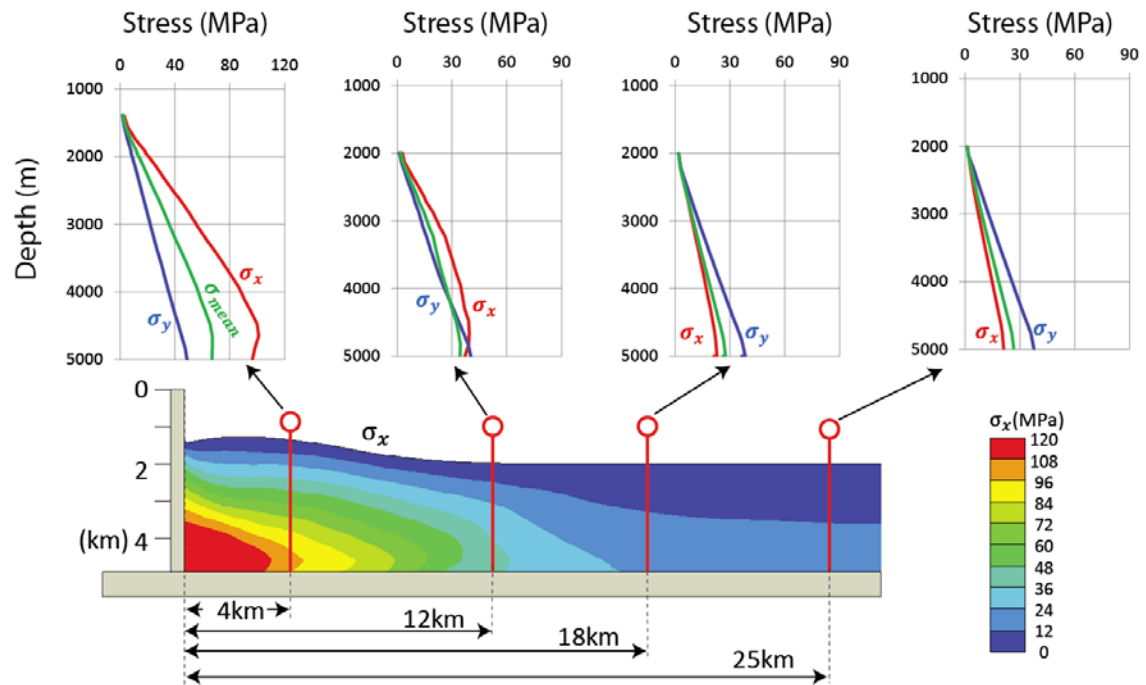 Stress (MPa) Stress (MPa) Stress (MPa) Stress (MPa)
0 40 80 120 0 30 60 90 0 30 60 90 0 30 60 90
1000 1000 1000 1000
2000 2000 2000 2000
3000 3000 3000 3000
4000 4000 4000 4000
5000 5000 5000 5000
Depth (m)
σx
σmean
σy
σy
σx
σx
σy
σx
σy
0
2
(km) 4
σx
4km
12km
18km
25km
σx(MPa)
120
108
96
84
72
60
48
36
24
12
0